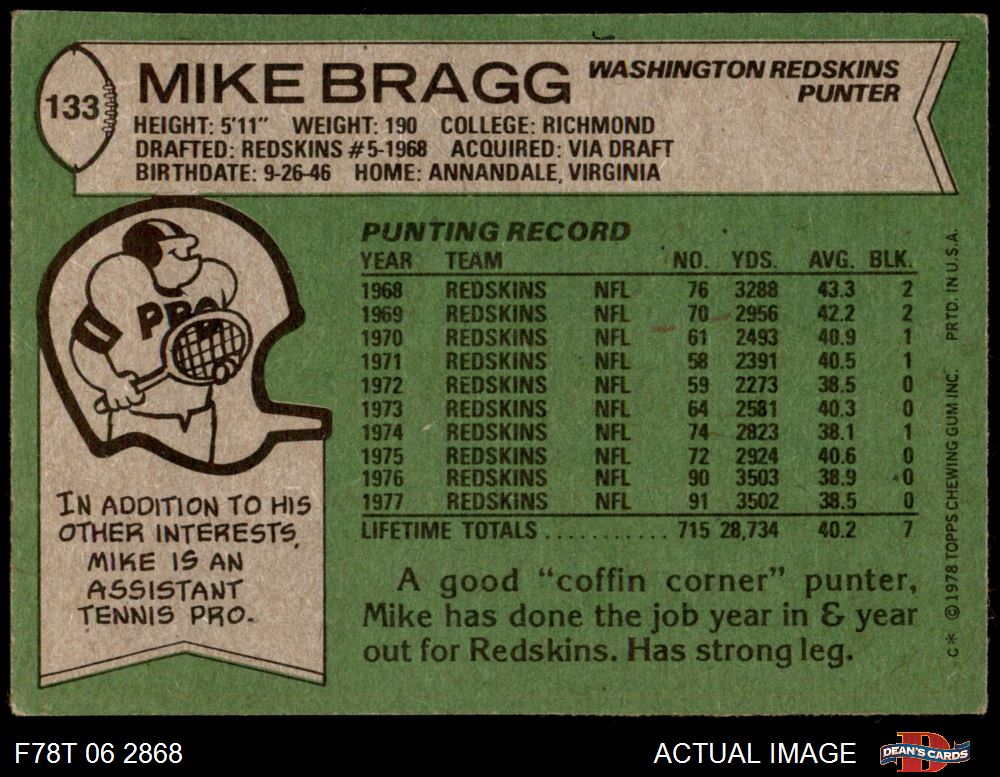 133
MIKE BRAGG
WASHINGTON REDSKINS
PUNTER
HEIGHT: 5'11" WEIGHT: 190 COLLEGE: RICHMOND
DRAFTED: REDSKINS #5-1968 ACQUIRED: VIA DRAFT
BIRTHDATE: 9-26-46 HOME: ANNANDALE, VIRGINIA
PRO
IN ADDITION TO HIS
OTHER INTERESTS,
MIKE IS AN
ASSISTANT
TENNIS PRO.
PUNTING RECORD
YEAR TEAM NO. YDS. AVG. BLK.
1968 REDSKINS NFL 76 3288 43.3 2
1969 REDSKINS NFL 70 2956 42.2 2
1970 REDSKINS NFL 61 2493 40.9 1
1971 REDSKINS NFL 58 2391 40.5 1
1972 REDSKINS NFL 59 2273 38.5 0
1973 REDSKINS NFL 64 2581 40.3 0
1974 REDSKINS NFL 74 2823 38.1 1
1975 REDSKINS NFL 72 2924 40.6 0
1976 REDSKINS NFL 90 3503 38.9 0
1977 REDSKINS NFL 91 3502 38.5 0
LIFETIME TOTALS........... 715 28,734 40.2 7
A good “coffin corner” punter,
Mike has done the job year in & year
out for Redskins. Has strong leg.
C* ©1978 TOPPS CHEWING GUM INC. PRTD. IN U.S.A.
F78T 06 2868
ACTUAL IMAGE
D
DEAN'S CARDS